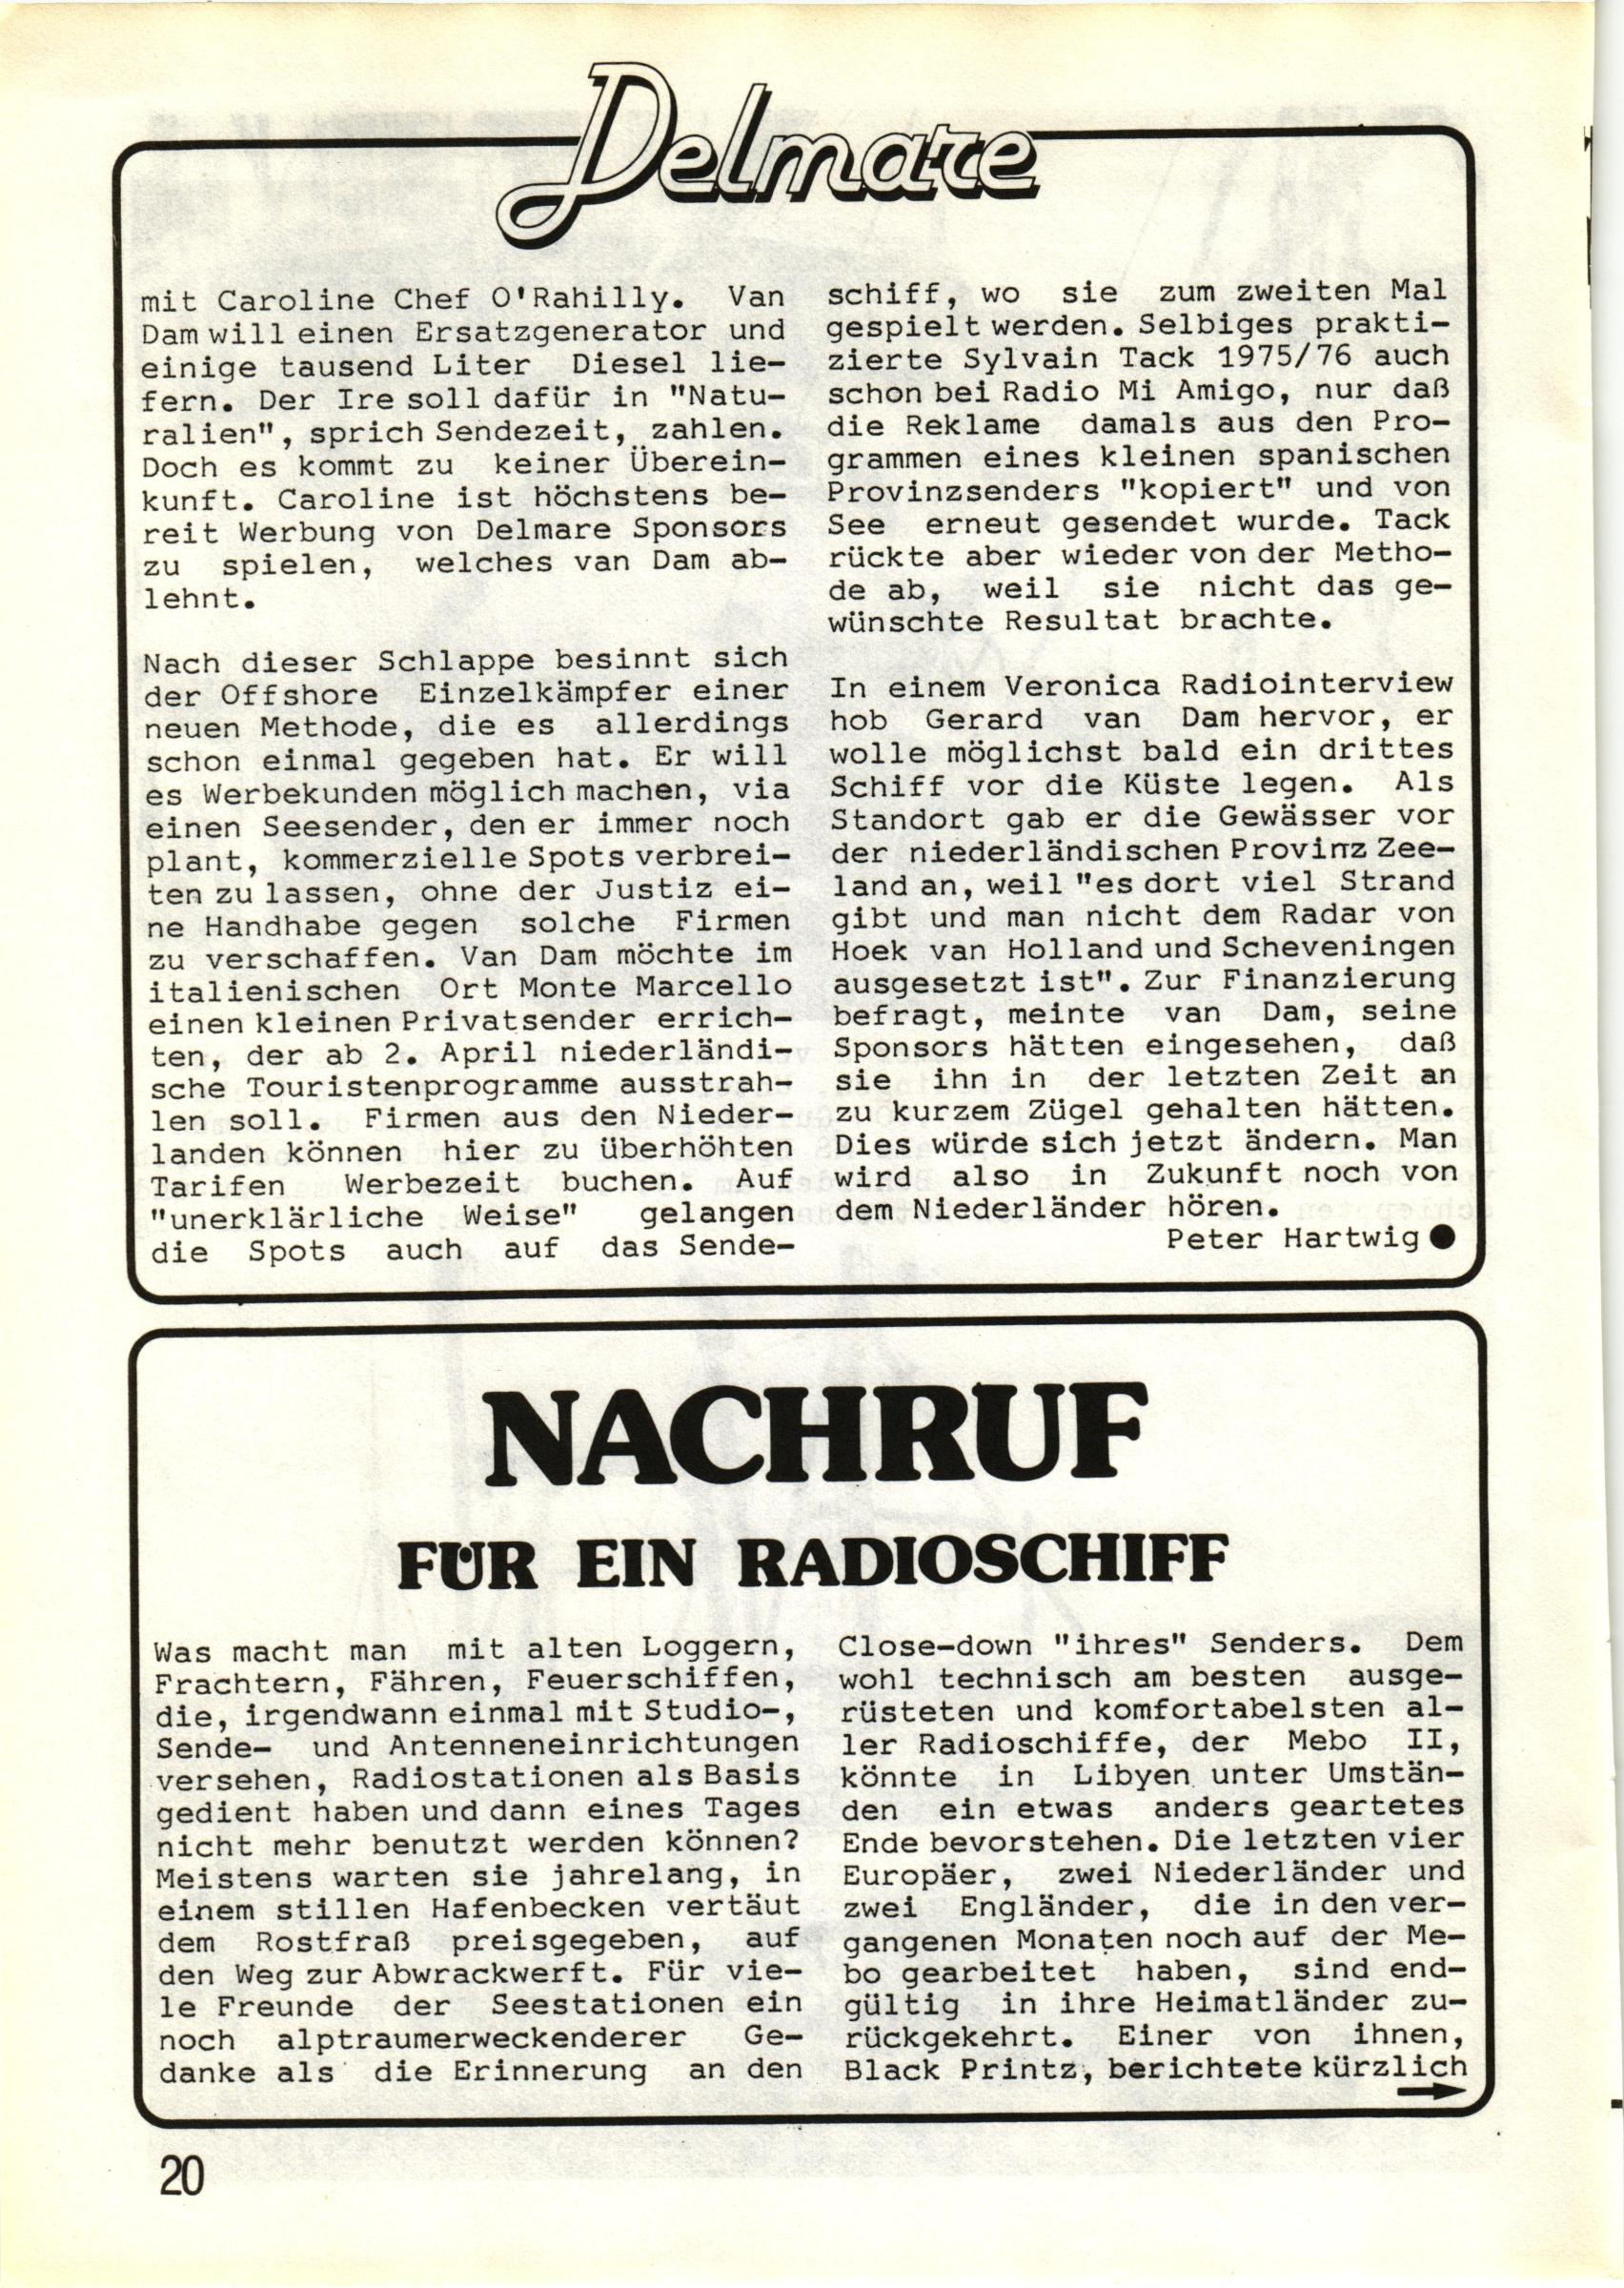 Delmare
mit Caroline Chef O'Rahilly. Van
Dam will einen Ersatzgenerator und
einige tausend Liter Diesel lie-
fern. Der Ire soll dafür in "Natu-
ralien", sprich Sendezeit, zahlen.
Doch es kommt zu keiner Überein-
kunft. Caroline ist höchstens be-
reit Werbung von Delmare Sponsors
zu spielen, welches van Dam ab-
lehnt.
Nach dieser Schlappe besinnt sich
der Offshore Einzelkämpfer einer
neuen Methode, die es allerdings
schon einmal gegeben hat. Er will
es Werbekunden möglich machen, via
einen Seesender, den er immer noch
plant, kommerzielle Spots verbrei-
ten zu lassen, ohne der Justiz ei-
ne Handhabe gegen solche Firmen
zu verschaffen. Van Dam möchte im
italienischen Ort Monte Marcello
einen kleinen Privatsender errich-
ten, der ab 2. April niederländi-
sche Touristenprogramme ausstrah-
len soll. Firmen aus den Nieder-
landen können hier zu überhöhten
Tarifen Werbezeit buchen. Auf
"unerklärliche Weise" gelangen
die Spots auch auf das Sende-
schiff, wo sie zum zweiten Mal
gespielt werden. Selbiges prakti-
zierte Sylvain Tack 1975/76 auch
schon bei Radio Mi Amigo, nur daß
die Reklame damals aus den Pro-
grammen eines kleinen spanischen
Provinzsenders "kopiert" und von
See erneut gesendet wurde. Tack
rückte aber wieder von der Metho-
de ab, weil sie nicht das ge-
wünschte Resultat brachte.
In einem Veronica Radiointerview
hob Gerard van Dam hervor, er
wolle möglichst bald ein drittes
Schiff vor die Küste legen. Als
Standort gab er die Gewässer vor
der niederländischen Provinz Zee-
land an, weil "es dort viel Strand
gibt und man nicht dem Radar von
Hoek van Holland und Scheveningen
ausgesetzt ist". Zur Finanzierung
befragt, meinte van Dam, seine
Sponsors hätten eingesehen, daß
sie ihn in der letzten Zeit an
zu kurzem Zügel gehalten hätten.
Dies würde sich jetzt ändern. Man
wird also in Zukunft noch von
dem Niederländer hören.
Peter Hartwig ●
NACHRUF
FÜR EIN RADIOSCHIFF
Was macht man mit alten Loggern,
Frachtern, Fähren, Feuerschiffen,
die, irgendwann einmal mit Studio-,
Sende- und Antenneneinrichtungen
versehen, Radiostationen als Basis
gedient haben und dann eines Tages
nicht mehr benutzt werden können?
Meistens warten sie jahrelang, in
einem stillen Hafenbecken vertäut
dem Rostfraß preisgegeben, auf
den Weg zur Abwrackwerft. Für vie-
le Freunde der Seestationen ein
noch alptraumerweckenderer Ge-
danke als die Erinnerung an den
Close-down "ihres" Senders. Dem
wohl technisch am besten ausge-
rüsteten und komfortabelsten al-
ler Radioschiffe, der Mebo II,
könnte in Libyen unter Umstän-
den ein etwas anders geartetes
Ende bevorstehen. Die letzten vier
Europäer, zwei Niederländer und
zwei Engländer, die in den ver-
gangenen Monaten noch auf der Me-
bo gearbeitet haben, sind end-
gültig in ihre Heimatländer zu-
rückgekehrt. Einer von ihnen,
Black Printz, berichtete kürzlich
20